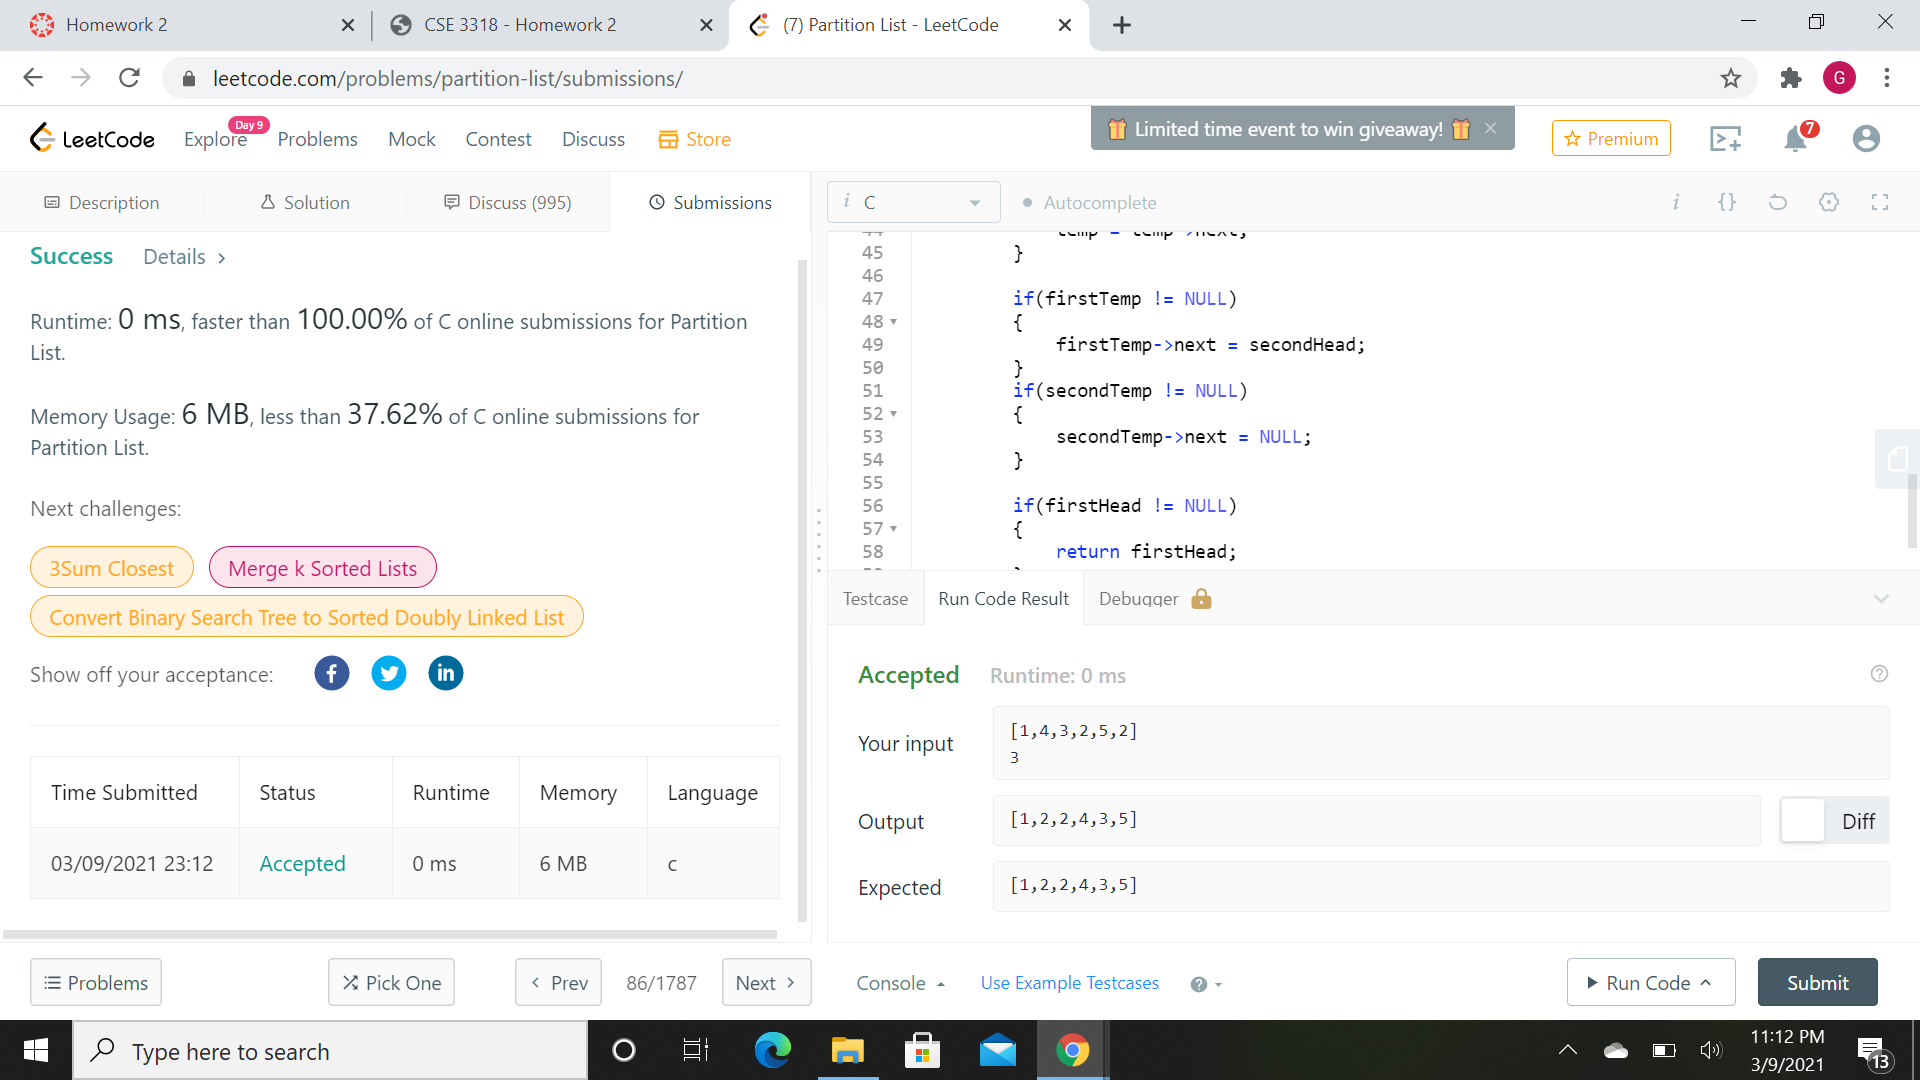 Homework 2
CSE 3318 - Homework 2
(7) Partition List - LeetCode
leetcode.com/problems/partition-list/submissions/
G
LeetCode
Explore
Day 9
Problems
Mock
Contest
Discuss
Store
Limited time event to win giveaway!
Premium
7
Description
Solution
Discuss (995)
Submissions
i C
Autocomplete
i {}
Success
Details >
Runtime: 0 ms, faster than 100.00% of C online submissions for Partition
List.
Memory Usage: 6 MB, less than 37.62% of C online submissions for
Partition List.
Next challenges:
3Sum Closest
Merge k Sorted Lists
Convert Binary Search Tree to Sorted Doubly Linked List
Show off your acceptance:
Time Submitted Status Runtime Memory Language
03/09/2021 23:12 Accepted 0 ms 6 MB c
44 temp = temp->next;
45 }
46
47 if(firstTemp != NULL)
48 {
49 firstTemp->next = secondHead;
50 }
51 if(secondTemp != NULL)
52 {
53 secondTemp->next = NULL;
54 }
55
56 if(firstHead != NULL)
57 {
58 return firstHead;
Testcase
Run Code Result
Debugger
Accepted
Runtime: 0 ms
Your input
[1,4,3,2,5,2]
3
Output
[1,2,2,4,3,5]
Diff
Expected
[1,2,2,4,3,5]
Problems
Pick One
Prev
86/1787
Next
Console
Use Example Testcases
Run Code
Submit
Type here to search
11:12 PM
3/9/2021
13